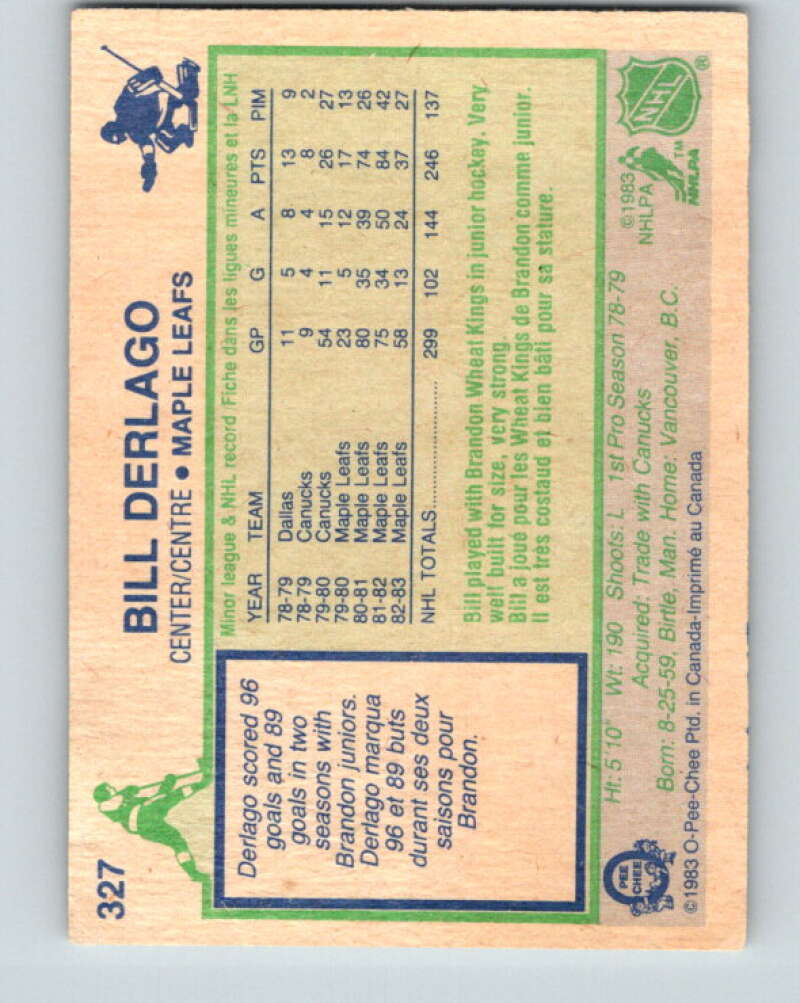 327
BILL DERLAGO
CENTER/CENTRE • MAPLE LEAFS
Derlago scored 96
goals and 89
goals in two
seasons with
Brandon juniors.
Derlago marqua
96 et 89 buts
durant ses deux
saisons pour
Brandon.
Minor league & NHL record Fiche dans les ligues mineures et la LNH
YEAR TEAM GP G A PTS PIM
78-79 Dallas 11 5 8 13 9
78-79 Canucks 9 4 4 8 2
79-80 Canucks 54 11 15 26 27
79-80 Maple Leafs 23 5 12 17 13
80-81 Maple Leafs 80 35 39 74 26
81-82 Maple Leafs 75 34 50 84 42
82-83 Maple Leafs 58 13 24 37 27
NHL TOTALS 299 102 144 246 137
Bill played with Brandon Wheat Kings in junior hockey. Very
well built for size, very strong.
Bill a joué pour les Wheat Kings de Brandon comme junior.
Il est très costaud et bien bâti pour sa stature.
Ht: 5'10" Wt: 190 Shoots: L 1st Pro Season 78-79
Acquired: Trade with Canucks
Born: 8-25-59, Birtle, Man. Home: Vancouver, B.C.
©1983 O-Pee-Chee Ptd. in Canada-Imprimé au Canada
O PEE CHEE
©1983
NHLPA
NHLPA
TM
NHL
®